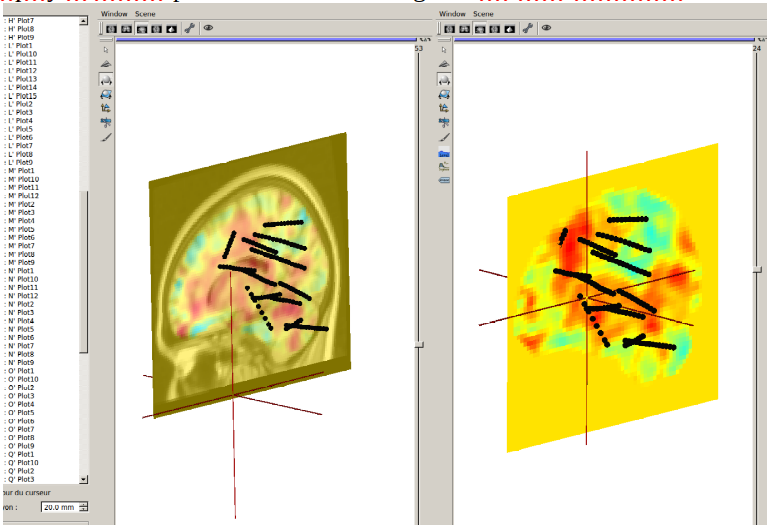 Window Scene
Window Scene
53
24
: H' Plot7
: H' Plot8
: H' Plot9
: L' Plot1
: L' Plot10
: L' Plot11
: L' Plot12
: L' Plot13
: L' Plot14
: L' Plot15
: L' Plot2
: L' Plot3
: L' Plot4
: L' Plot5
: L' Plot6
: L' Plot7
: L' Plot8
: L' Plot9
: M' Plot1
: M' Plot10
: M' Plot11
: M' Plot12
: M' Plot2
: M' Plot3
: M' Plot4
: M' Plot5
: M' Plot6
: M' Plot7
: M' Plot8
: M' Plot9
: N' Plot1
: N' Plot10
: N' Plot11
: N' Plot12
: N' Plot2
: N' Plot3
: N' Plot4
: N' Plot5
: N' Plot6
: N' Plot7
: N' Plot8
: N' Plot9
: O' Plot1
: O' Plot10
: O' Plot2
: O' Plot3
: O' Plot4
: O' Plot5
: O' Plot6
: O' Plot7
: O' Plot8
: O' Plot9
: Q' Plot1
: Q' Plot10
: Q' Plot2
: Q' Plot3
our du curseur
von : 20.0 mm